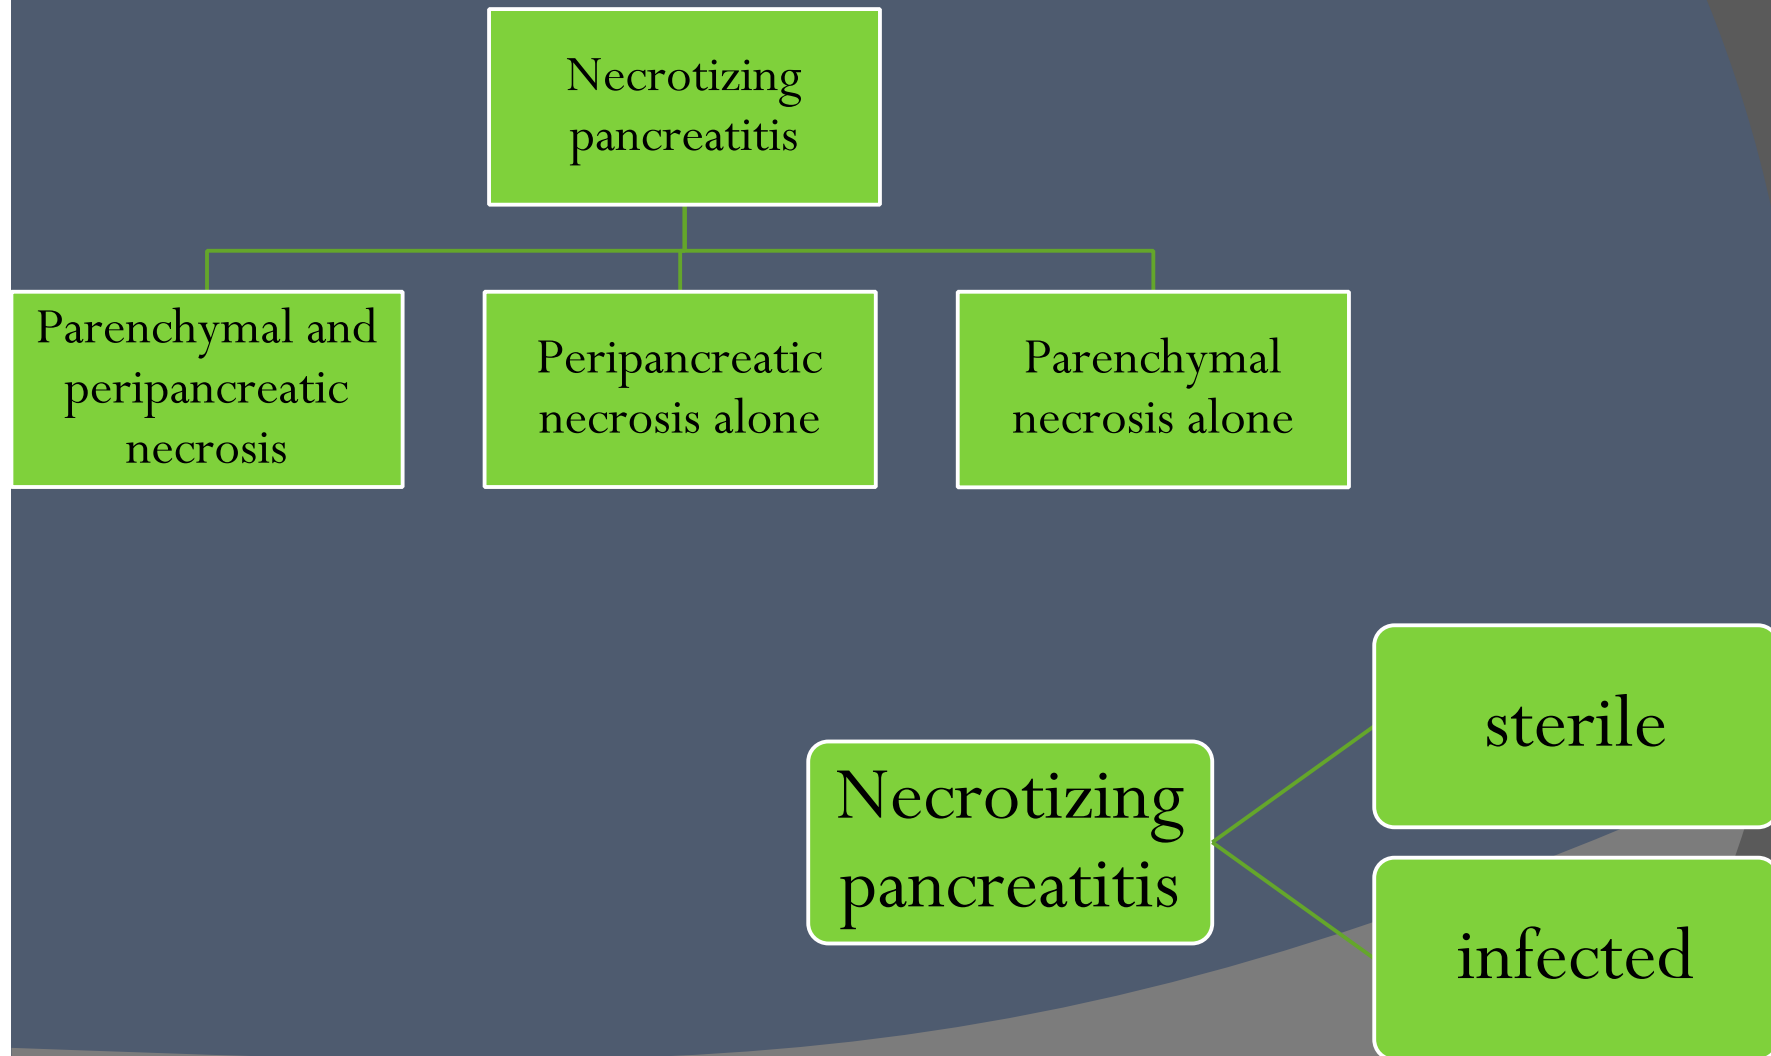 Necrotizing
pancreatitis
Parenchymal and
peripancreatic
necrosis
Peripancreatic
necrosis alone
Parenchymal
necrosis alone
Necrotizing
pancreatitis
sterile
infected